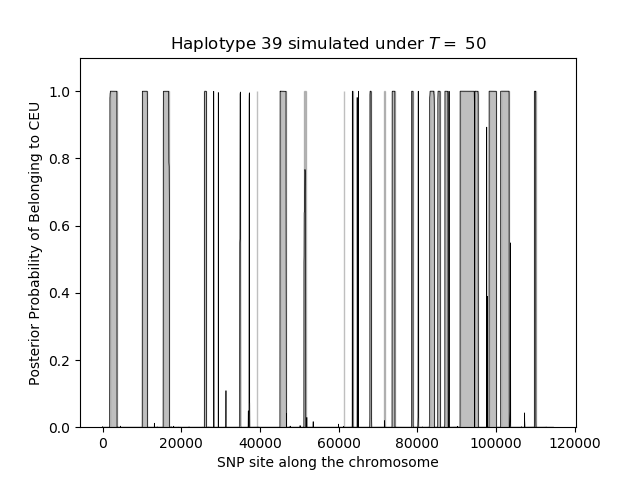 Haplotype 39 simulated under T = 50
Posterior Probability of Belonging to CEU
1.0
0.8
0.6
0.4
0.2
0.0
0 20000 40000 60000 80000 100000 120000
SNP site along the chromosome